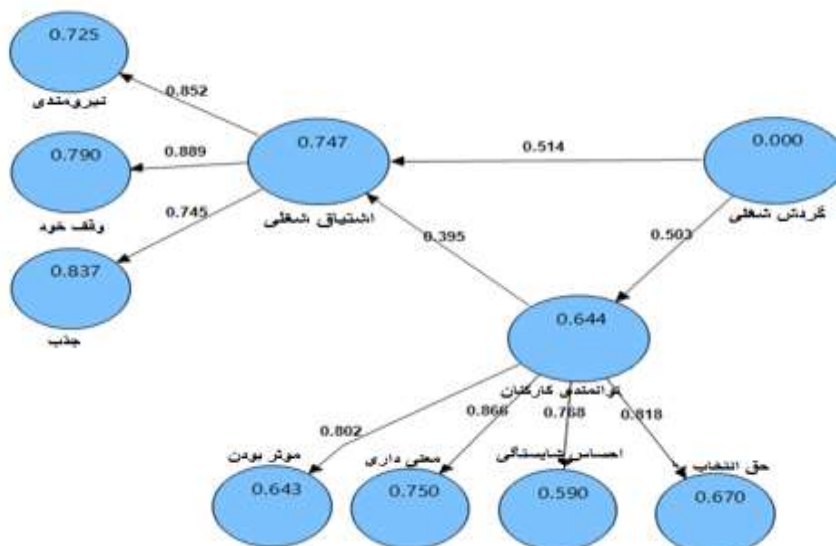 0.725
نیرومندی
0.852
0.790
وقف خود
0.889
0.747
اشتیاق شغلی
0.514
0.000
گردش شغلی
0.745
0.837
جذب
0.395
0.503
0.644
توانمندی کارکنان
0.802
0.866
0.768
0.818
موثر بودن
معنی داری
احساس شایستگی
حق انتخاب
0.643
0.750
0.590
0.670